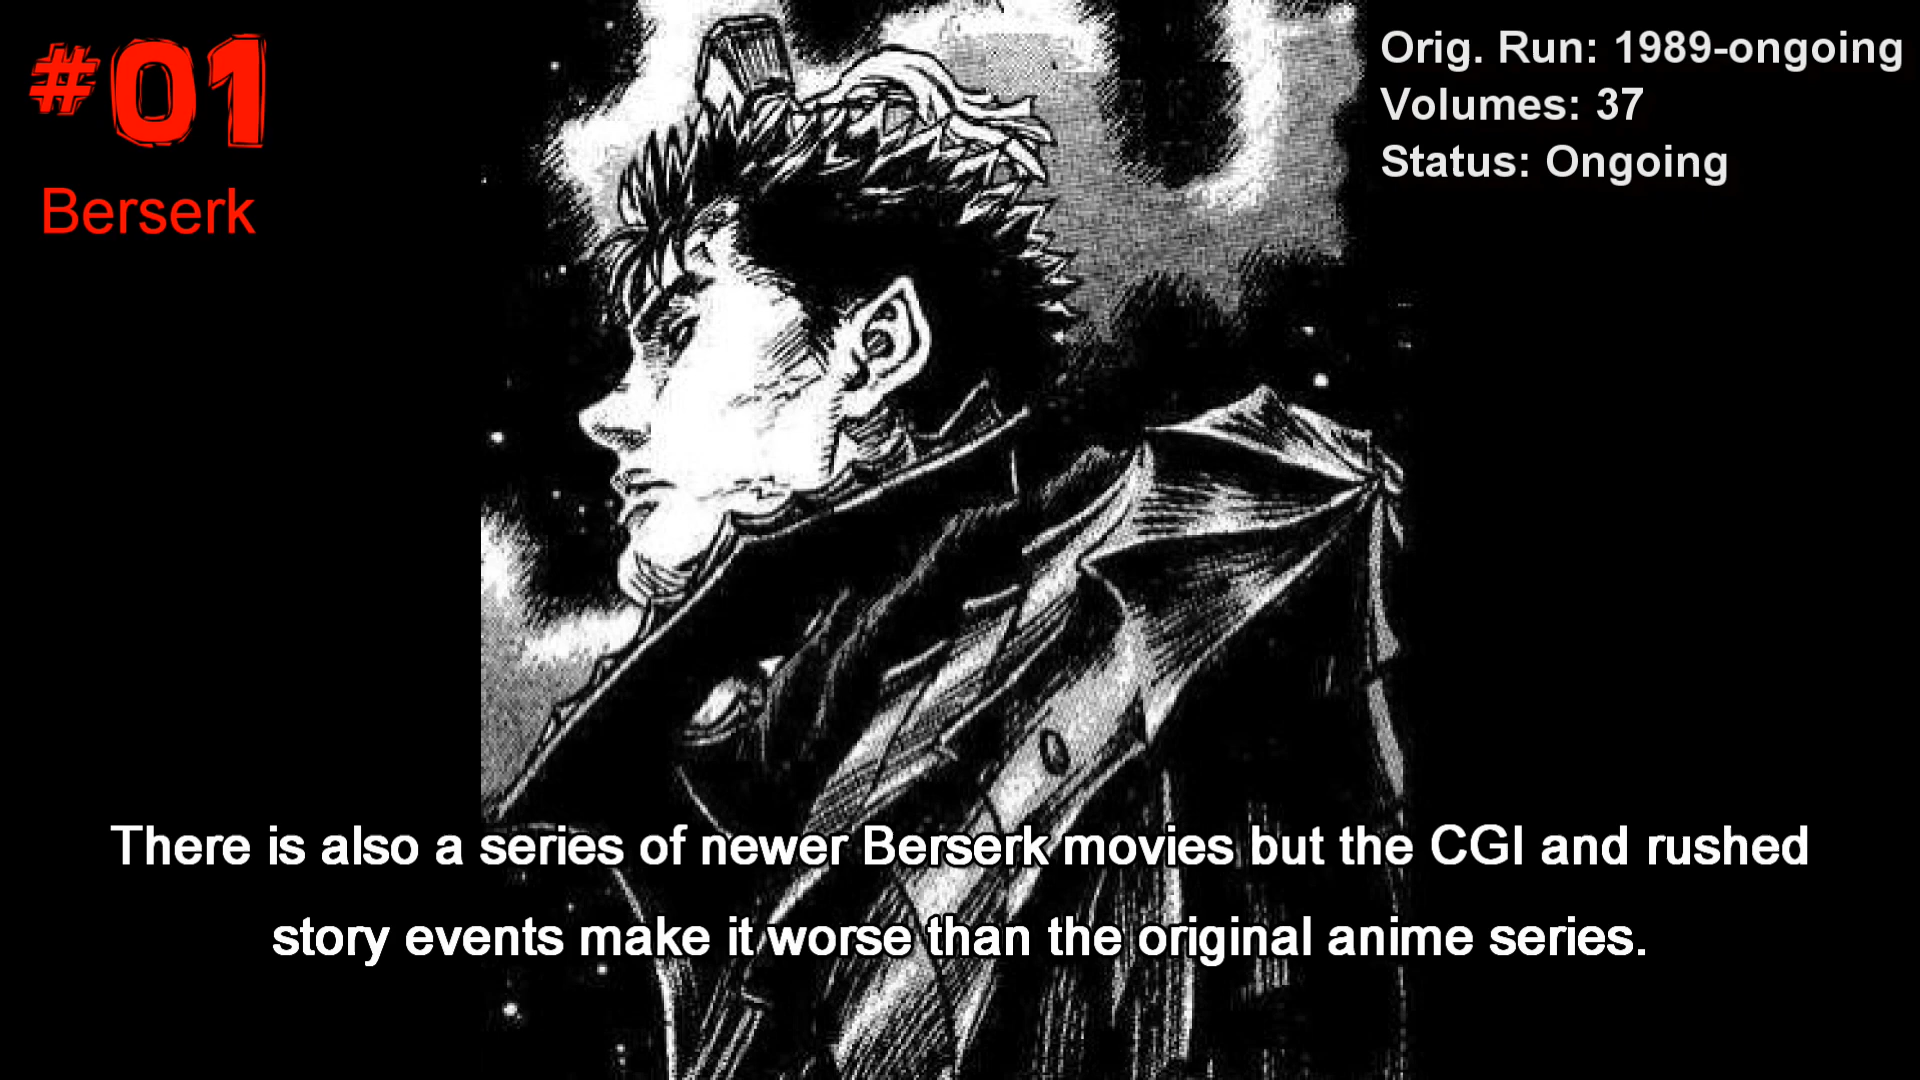 #01
Berserk
Orig. Run: 1989-ongoing
Volumes: 37
Status: Ongoing
There is also a series of newer Berserk movies but the CGI and rushed
story events make it worse than the original anime series.